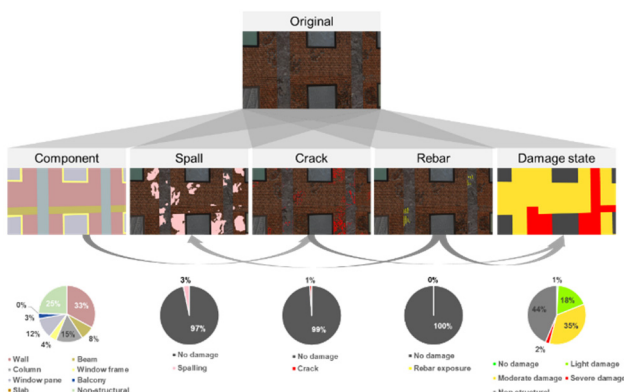 Original
Component Spall Crack Rebar Damage state
3% 1% 0% 1%
0% 25% 33% 44% 18%
3%
12% 15% 8% 97% 99% 100% 35%
4% 2%
No damage No damage No damage
Wall Beam Spalling Crack Rebar exposure No damage Light damage
Column Window frame Moderate damage Severe damage
Window pane Balcony
Slab Non-structural Non-structural